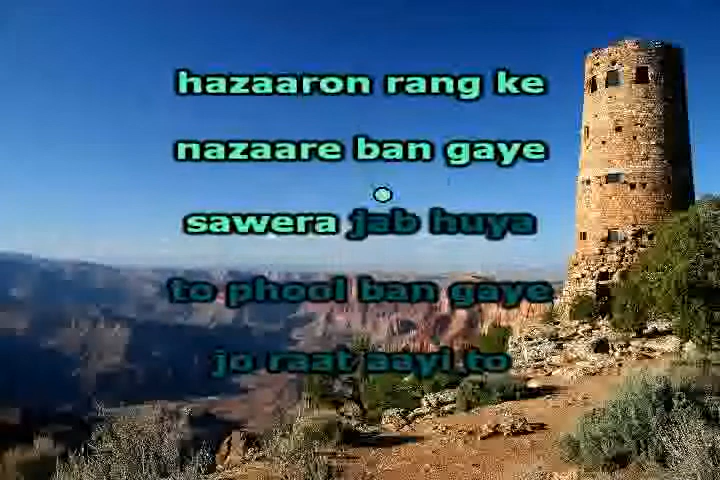 hazaaron rang ke
nazaare ban gaye
sawera jab huya
to phool ban gaye
jo raat aayi to